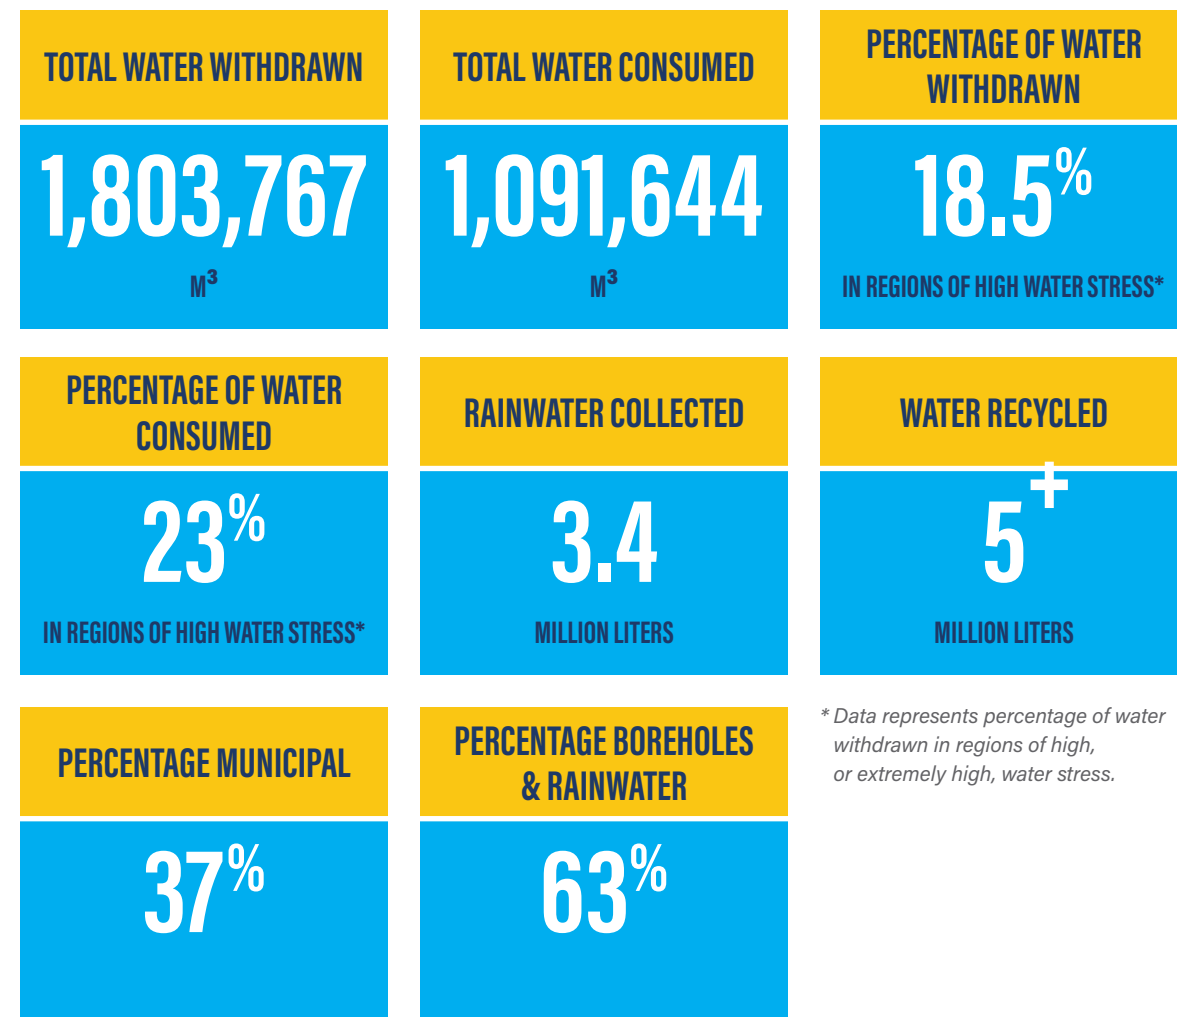 TOTAL WATER WITHDRAWN
1,803,767
M³
TOTAL WATER CONSUMED
1,091,644
M³
PERCENTAGE OF WATER
WITHDRAWN
18.5%
IN REGIONS OF HIGH WATER STRESS*
PERCENTAGE OF WATER
CONSUMED
23%
IN REGIONS OF HIGH WATER STRESS*
RAINWATER COLLECTED
3.4
MILLION LITERS
WATER RECYCLED
5+
MILLION LITERS
PERCENTAGE MUNICIPAL
37%
PERCENTAGE BOREHOLES
& RAINWATER
63%
* Data represents percentage of water
withdrawn in regions of high,
or extremely high, water stress.